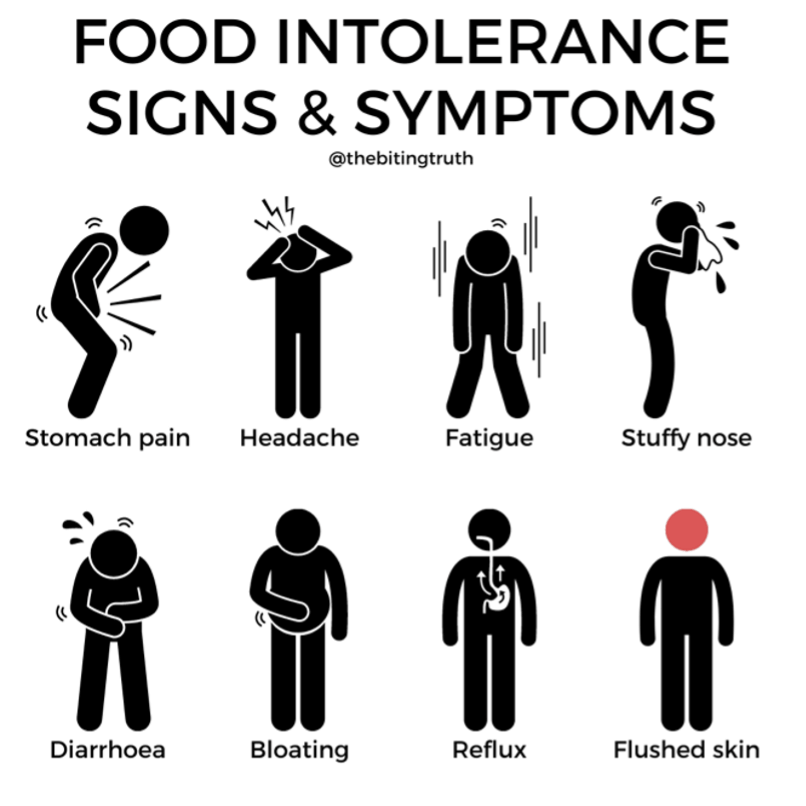 FOOD INTOLERANCE
SIGNS & SYMPTOMS
@thebitingtruth
Stomach pain
Headache
Fatigue
Stuffy nose
Diarrhoea
Bloating
Reflux
Flushed skin